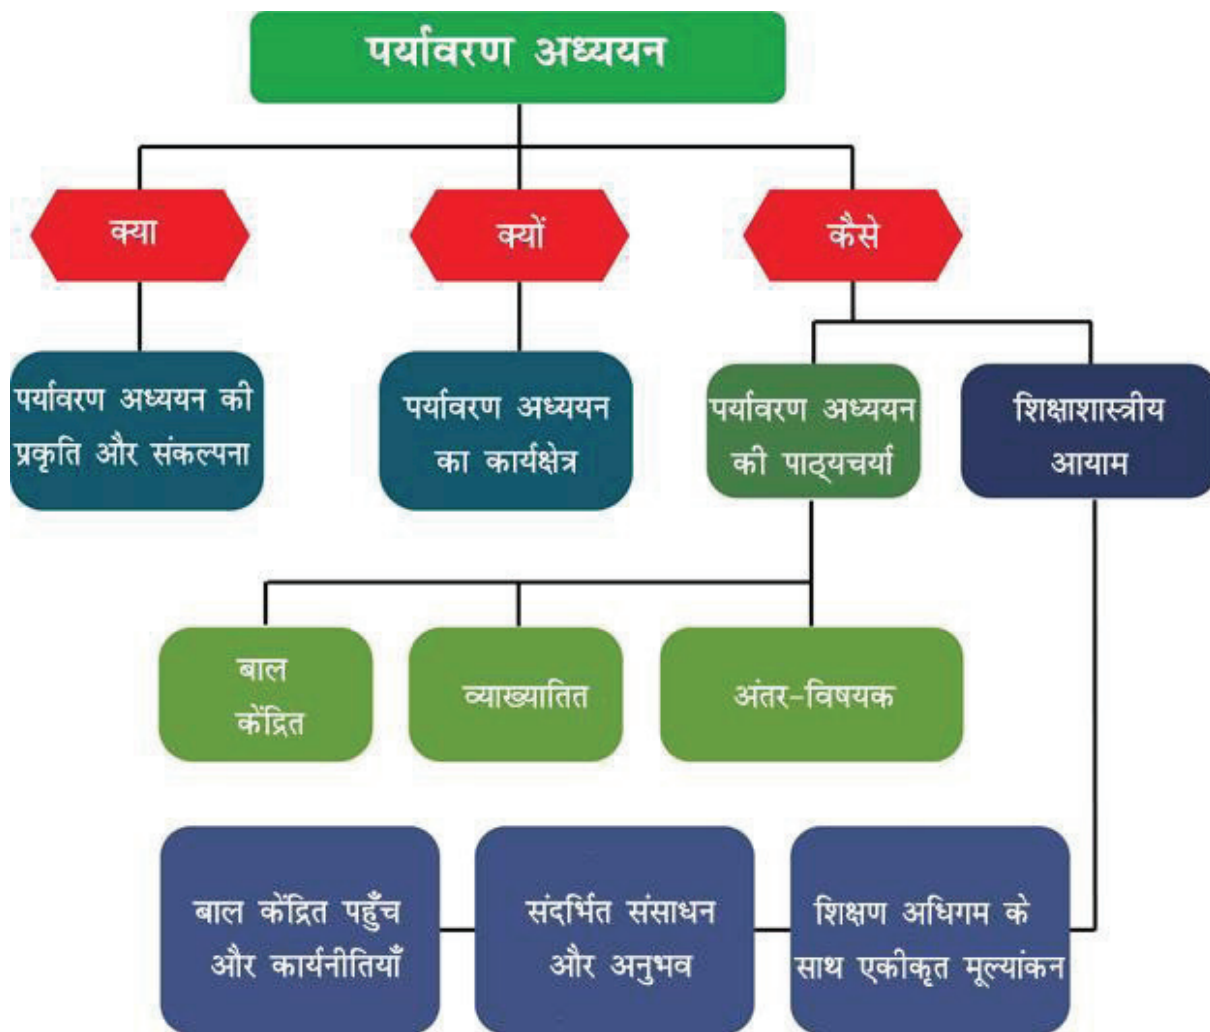 पर्यावरण अध्ययन
क्या
क्यों
कैसे
पर्यावरण अध्ययन की
प्रकृति और संकल्पना
पर्यावरण अध्ययन
का कार्यक्षेत्र
पर्यावरण अध्ययन
की पाठ्यचर्या
शिक्षाशास्त्रीय
आयाम
बाल
केंद्रित
व्याख्यातित
अंतर-विषयक
बाल केंद्रित पहुँच
और कार्यनीतियाँ
संदर्भित संसाधन
और अनुभव
शिक्षण अधिगम के
साथ एकीकृत मूल्यांकन